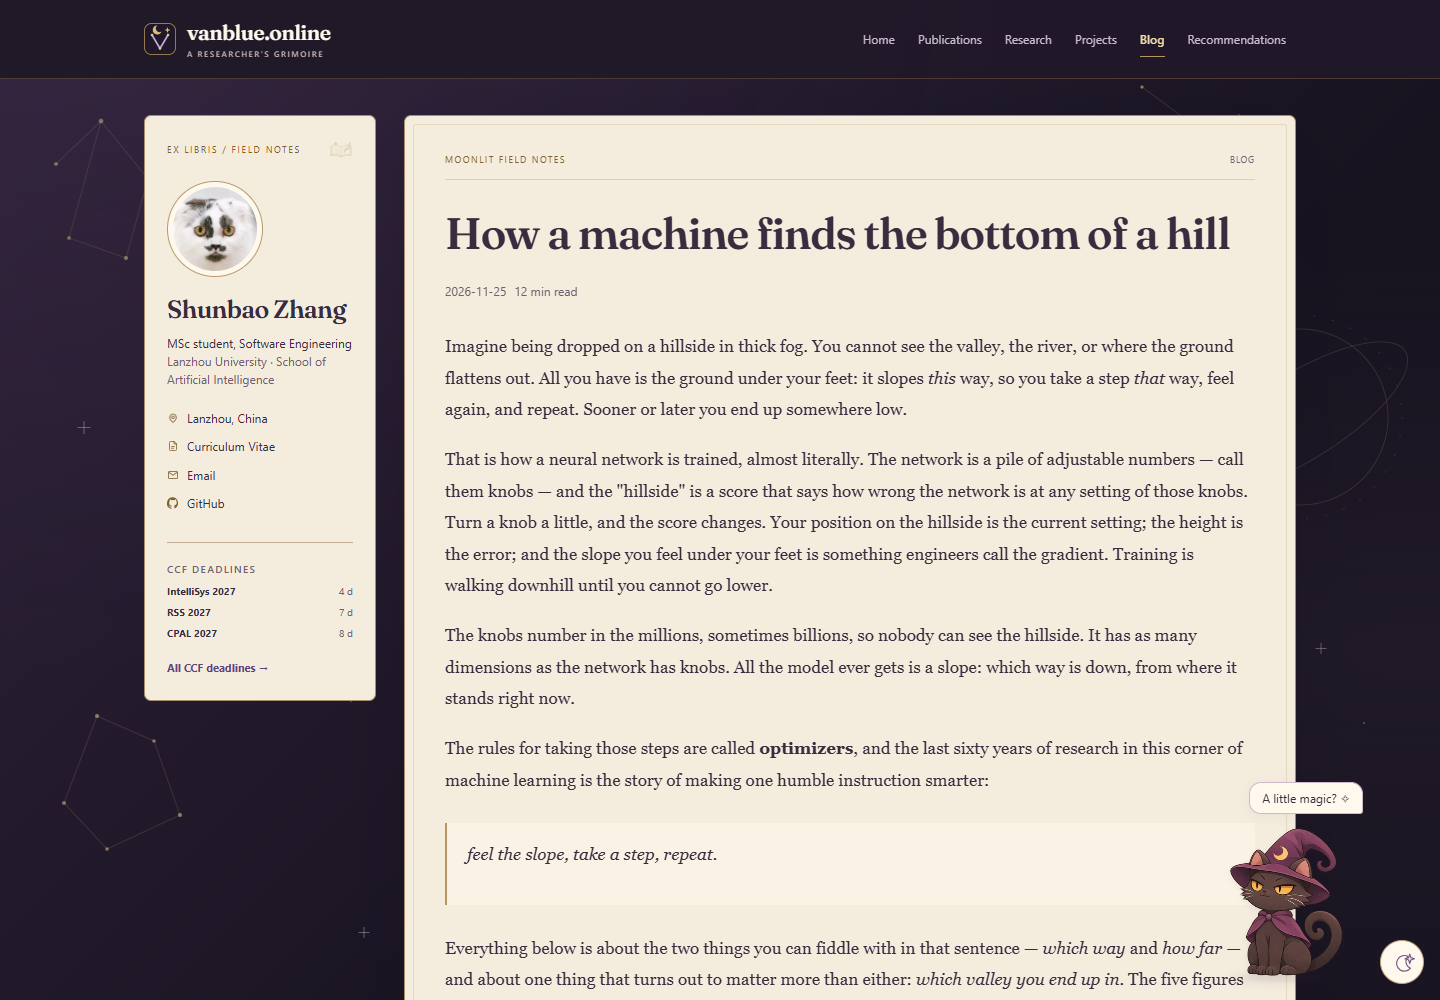 vanblue.online
A RESEARCHER'S GRIMOIRE
Home
Publications
Research
Projects
Blog
Recommendations
EX LIBRIS / FIELD NOTES
Shunbao Zhang
MSc student, Software Engineering
Lanzhou University · School of
Artificial Intelligence
Lanzhou, China
Curriculum Vitae
Email
GitHub
CCF DEADLINES
IntelliSys 2027 4 d
RSS 2027 7 d
CPAL 2027 8 d
All CCF deadlines →
MOONLIT FIELD NOTES
BLOG
How a machine finds the bottom of a hill
2026-11-25 12 min read
Imagine being dropped on a hillside in thick fog. You cannot see the valley, the river, or where the ground
flattens out. All you have is the ground under your feet: it slopes this way, so you take a step that way, feel
again, and repeat. Sooner or later you end up somewhere low.
That is how a neural network is trained, almost literally. The network is a pile of adjustable numbers — call
them knobs — and the "hillside" is a score that says how wrong the network is at any setting of those knobs.
Turn a knob a little, and the score changes. Your position on the hillside is the current setting; the height is
the error; and the slope you feel under your feet is something engineers call the gradient. Training is
walking downhill until you cannot go lower.
The knobs number in the millions, sometimes billions, so nobody can see the hillside. It has as many
dimensions as the network has knobs. All the model ever gets is a slope: which way is down, from where it
stands right now.
The rules for taking those steps are called optimizers, and the last sixty years of research in this corner of
machine learning is the story of making one humble instruction smarter:
feel the slope, take a step, repeat.
Everything below is about the two things you can fiddle with in that sentence — which way and how far —
and about one thing that turns out to matter more than either: which valley you end up in. The five figures
A little magic? ✧